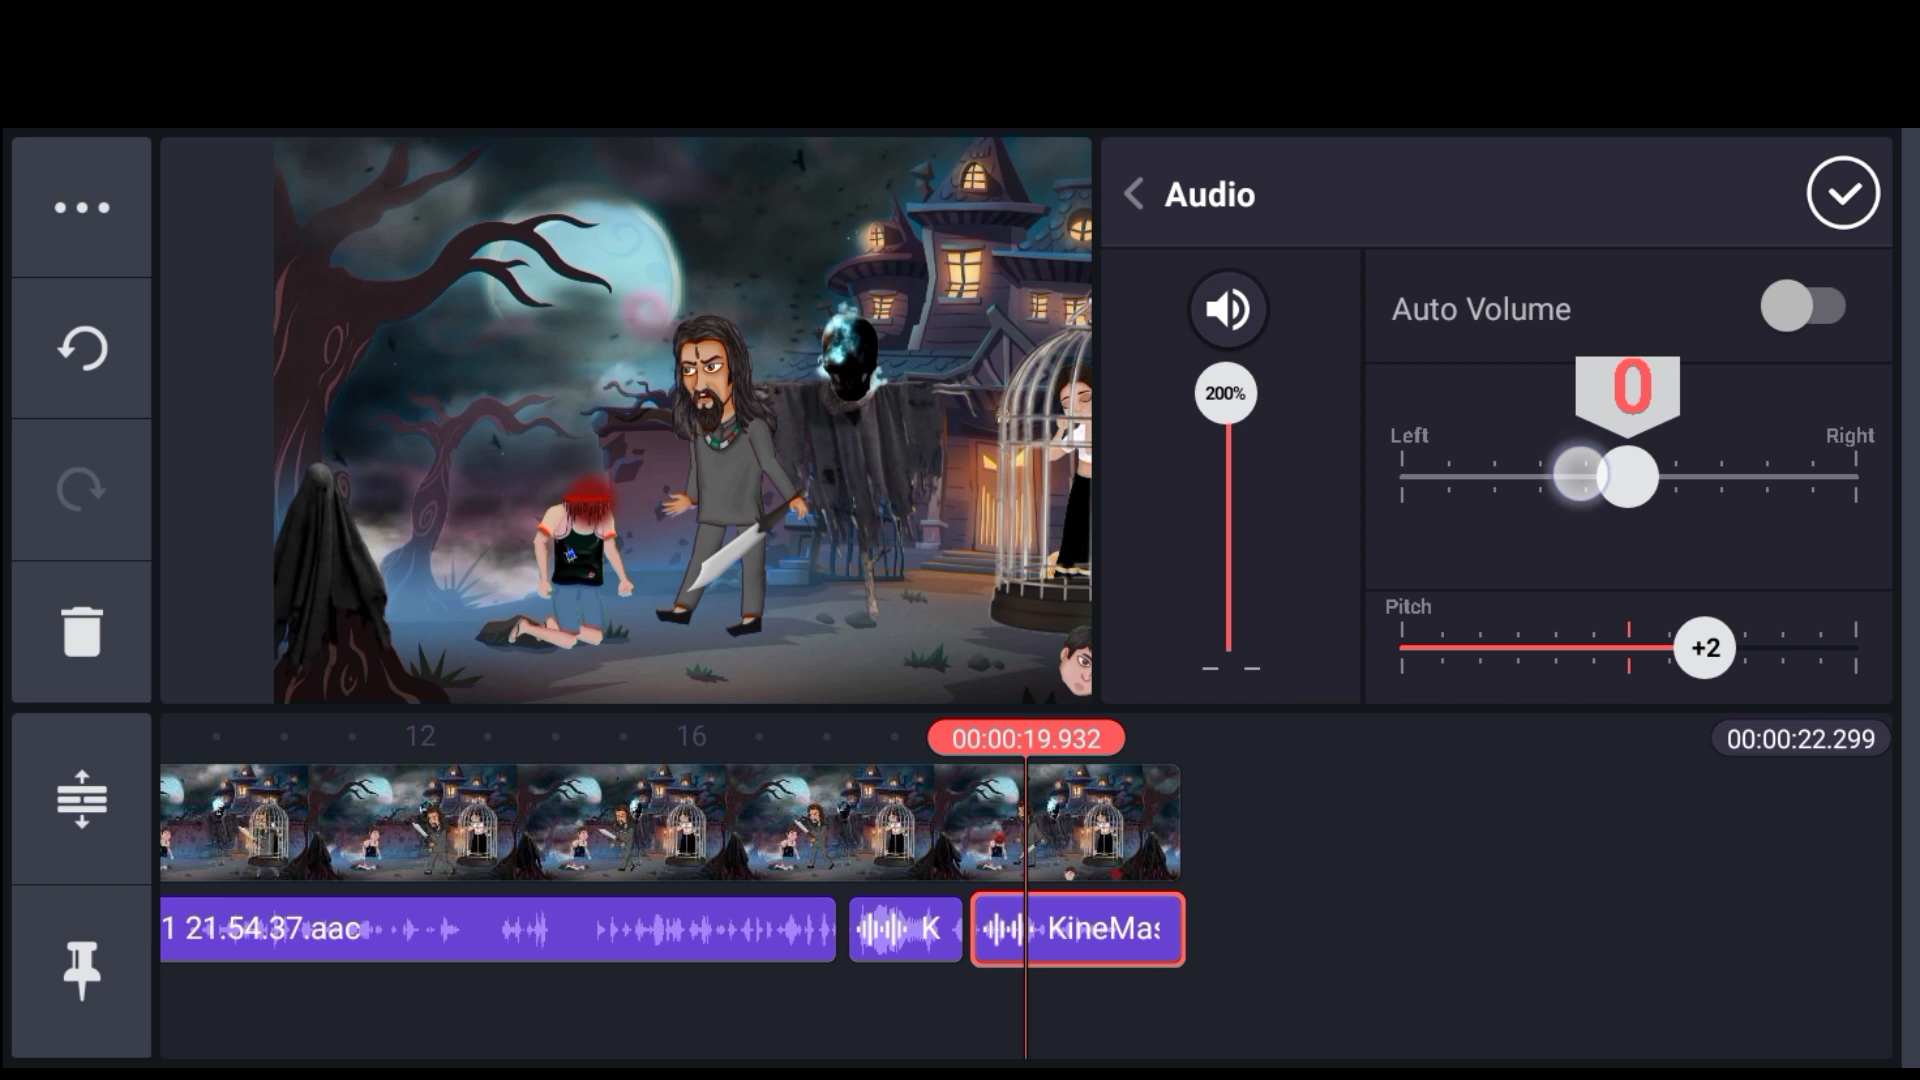 Audio
200%
Auto Volume
0
Left
Right
Pitch
+2
12
16
00:00:19.932
00:00:22.299
1 21.54.37.aac
K
KineMas